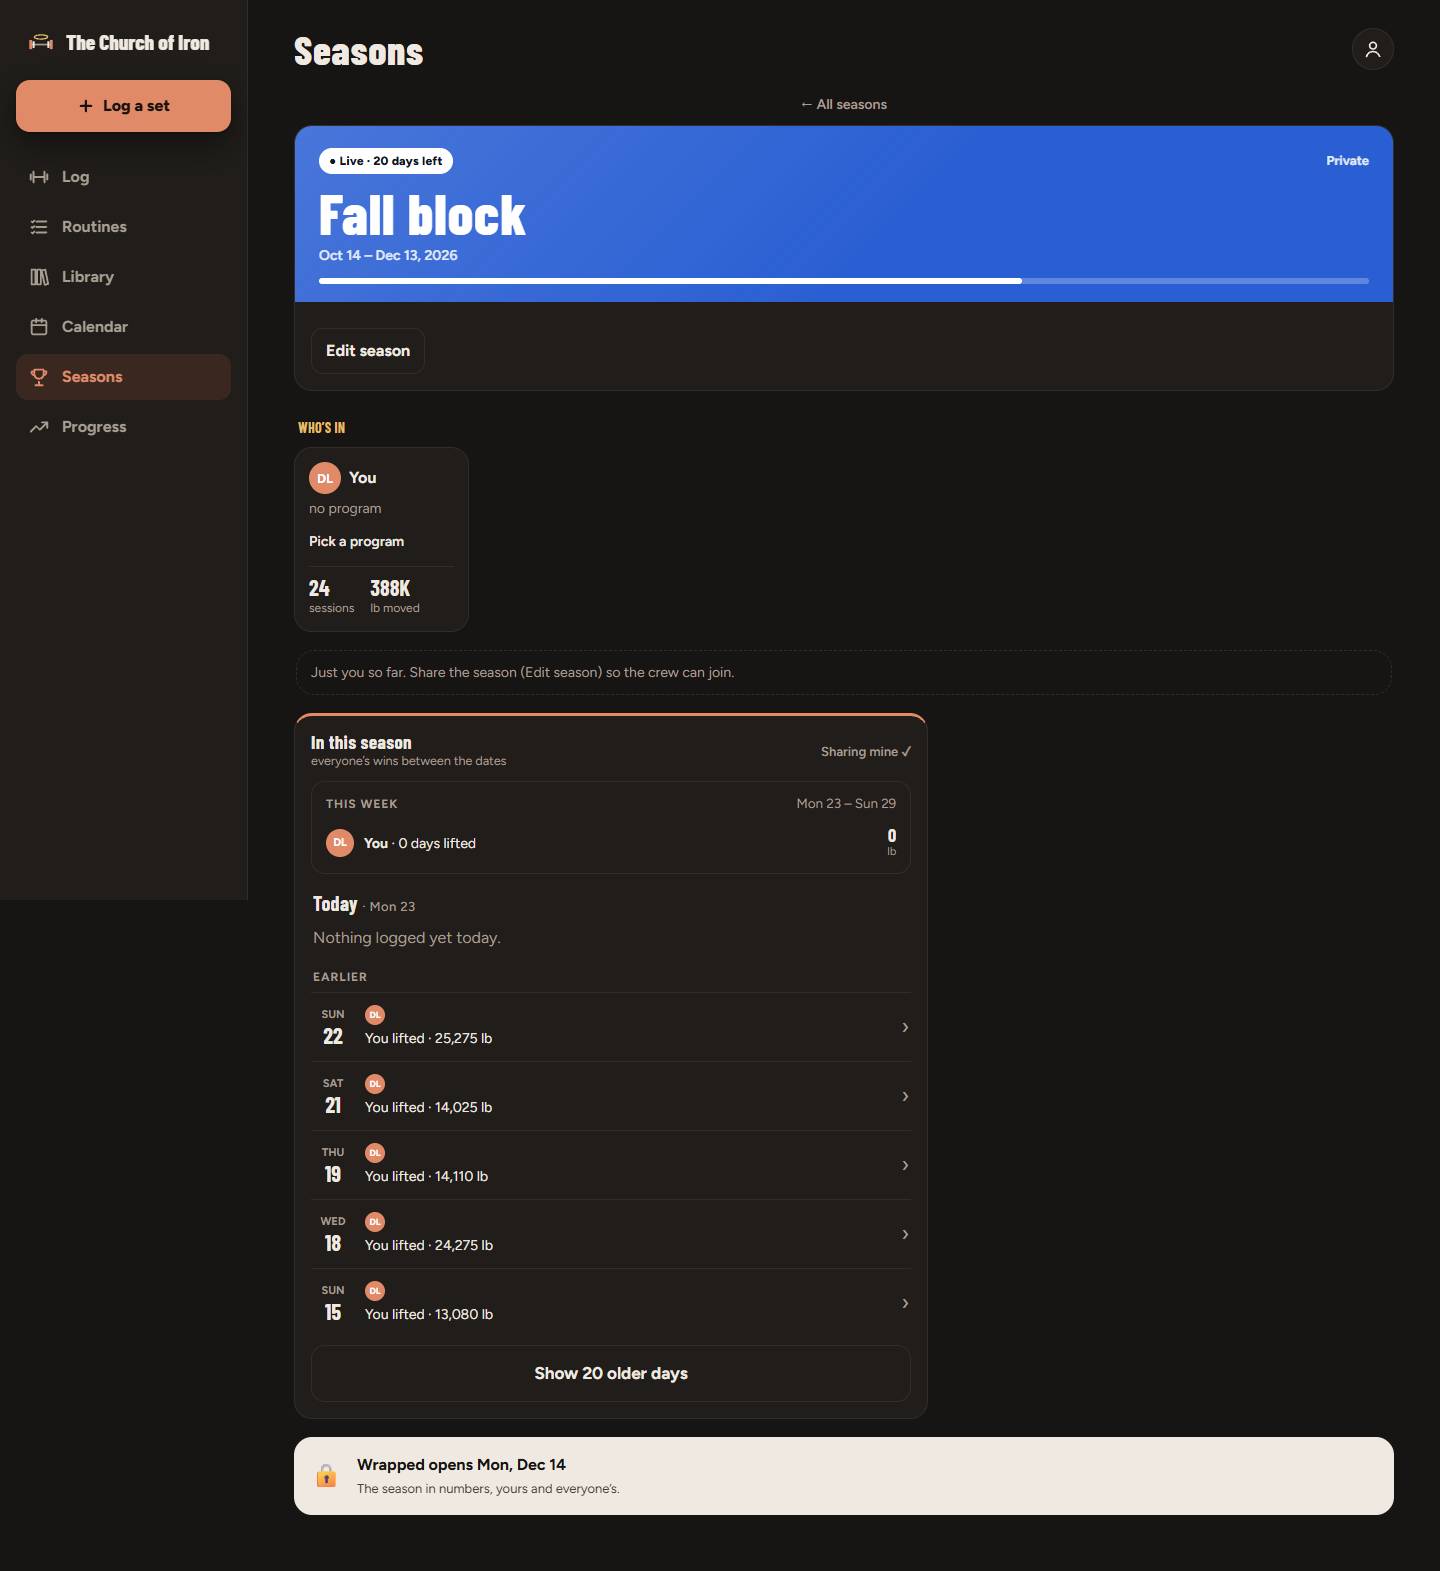 The Church of Iron
+ Log a set
Log
Routines
Library
Calendar
Seasons
Progress
Seasons
← All seasons
• Live · 20 days left
Private
Fall block
Oct 14 – Dec 13, 2026
Edit season
WHO'S IN
DL You
no program
Pick a program
24 388K
sessions lb moved
Just you so far. Share the season (Edit season) so the crew can join.
In this season
everyone's wins between the dates
Sharing mine ✓
THIS WEEK Mon 23 – Sun 29
DL You · 0 days lifted 0
lb
Today · Mon 23
Nothing logged yet today.
EARLIER
SUN DL
22 You lifted · 25,275 lb ›
SAT DL
21 You lifted · 14,025 lb ›
THU DL
19 You lifted · 14,110 lb ›
WED DL
18 You lifted · 24,275 lb ›
SUN DL
15 You lifted · 13,080 lb ›
Show 20 older days
Wrapped opens Mon, Dec 14
The season in numbers, yours and everyone's.